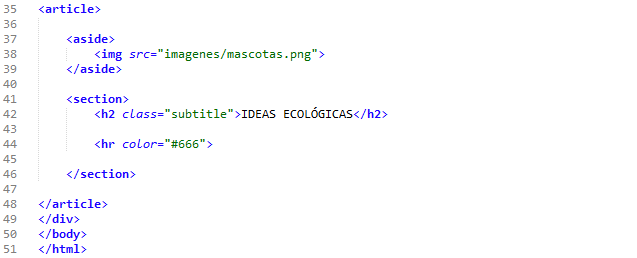 35 <article>
36
37 <aside>
38 <img src="imagenes/mascotas.png">
39 </aside>
40
41 <section>
42 <h2 class="subtitle">IDEAS ECOLÓGICAS</h2>
43
44 <hr color="#666">
45
46 </section>
47
48 </article>
49 </div>
50 </body>
51 </html>